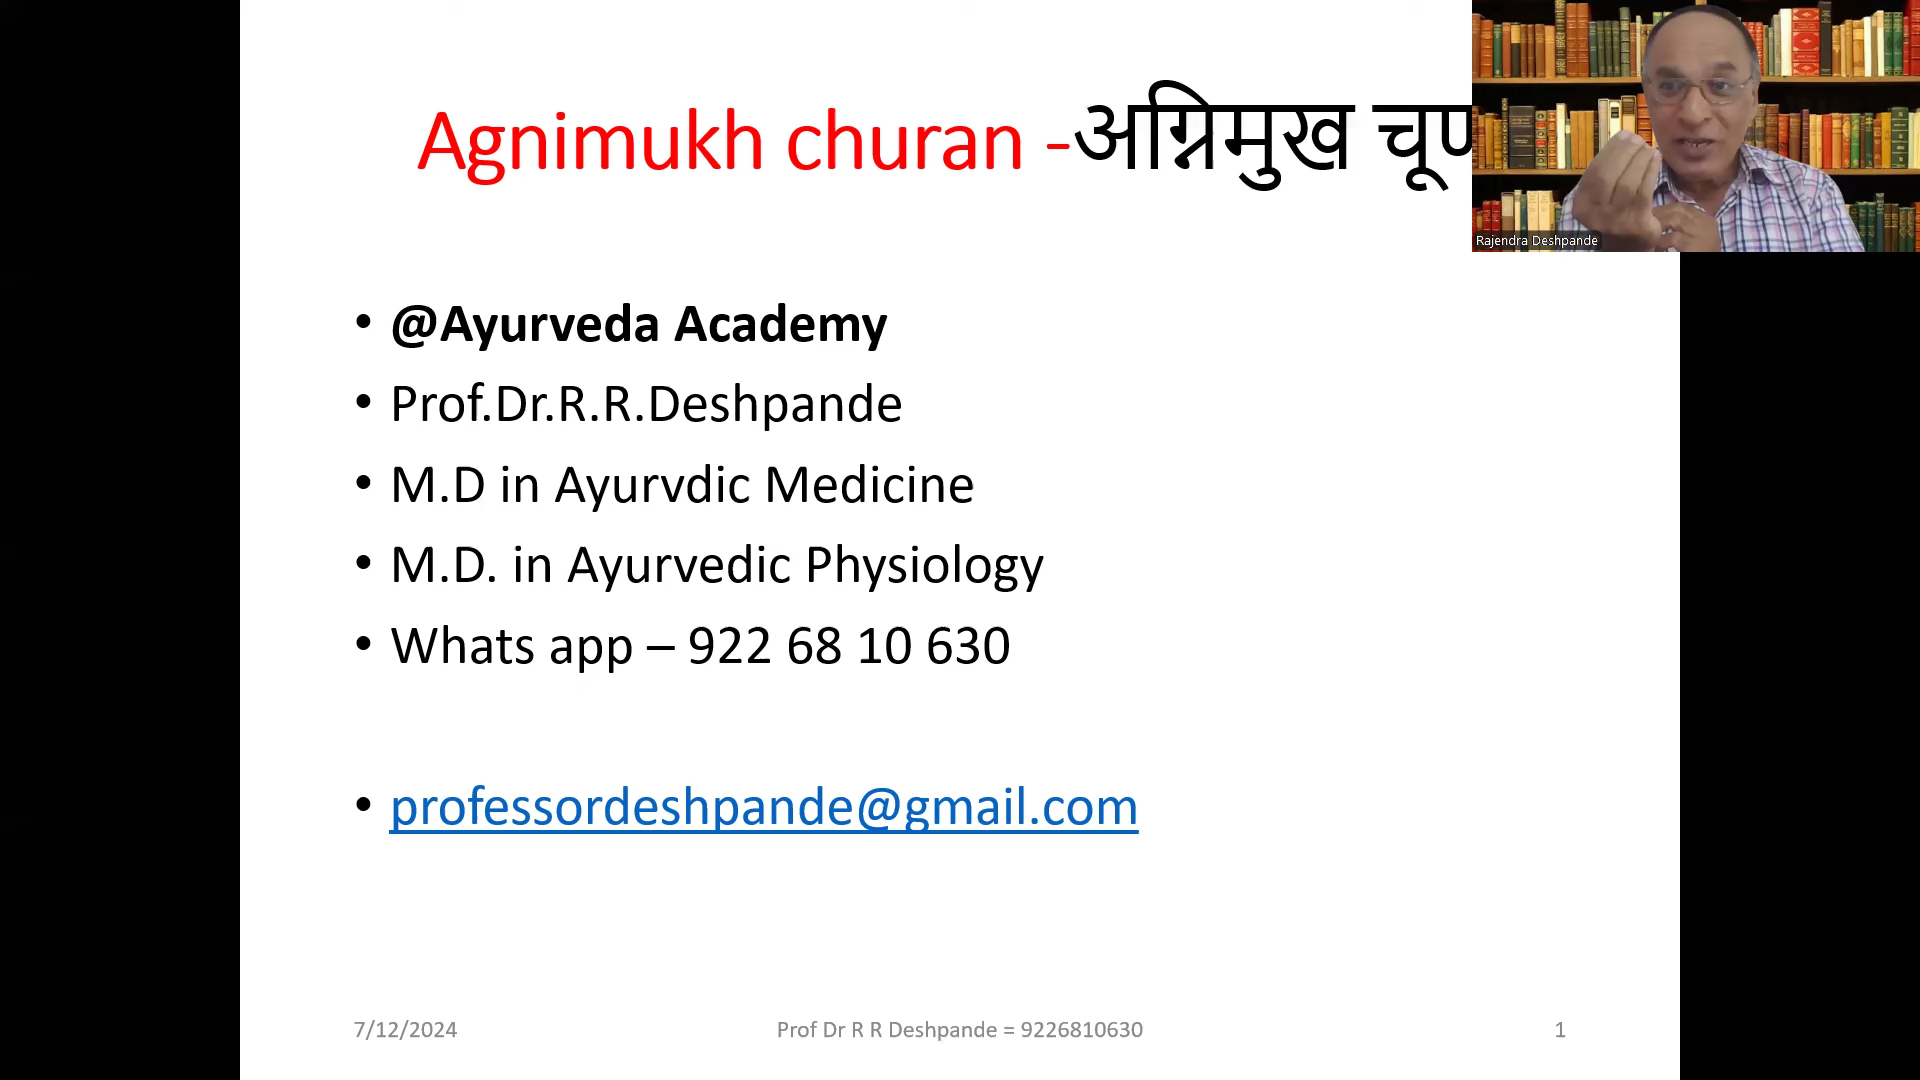 Agnimukh churan -अग्निमुख
Rajendra Deshpande
• @Ayurveda Academy
• Prof.Dr.R.R.Deshpande
• M.D in Ayurvdic Medicine
• M.D. in Ayurvedic Physiology
• Whats app – 922 68 10 630
• professordeshpande@gmail.com
7/12/2024
Prof Dr R R Deshpande = 9226810630
1